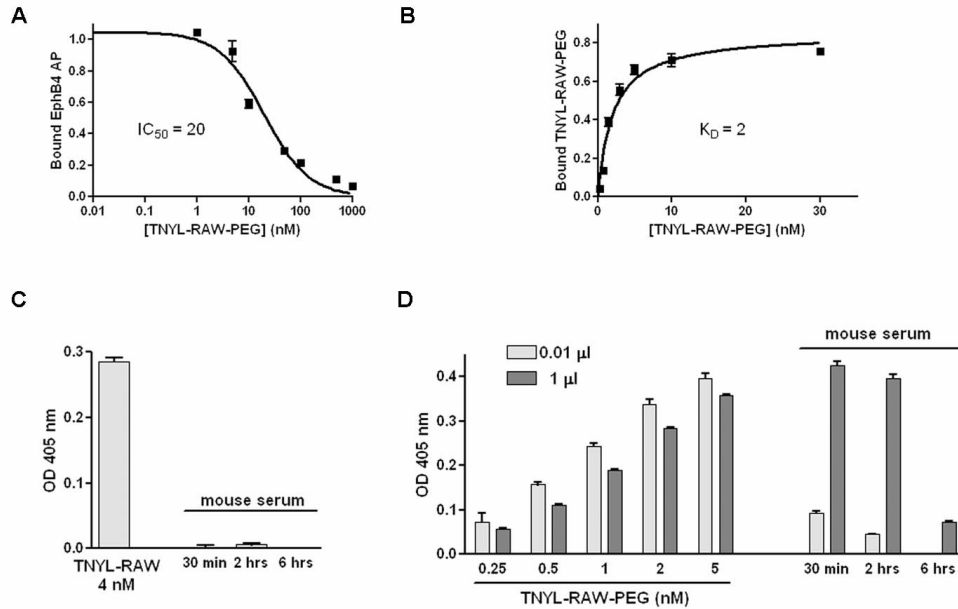 A
Bound EphB4 AP
1.0
0.8
0.6
0.4
0.2
0.0
IC50 = 20
0.01 0.1 1 10 100 1000
[TNYL-RAW-PEG] (nM)
B
Bound TNYL-RAW-PEG
0.8
0.6
0.4
0.2
0.0
KD = 2
0 10 20 30
[TNYL-RAW-PEG] (nM)
C
OD 405 nm
0.3
0.2
0.1
0.0
mouse serum
TNYL-RAW
4 nM
30 min 2 hrs 6 hrs
D
OD 405 nm
0.4
0.3
0.2
0.1
0.0
0.01 µl
1 µl
mouse serum
0.25 0.5 1 2 5
30 min 2 hrs 6 hrs
TNYL-RAW-PEG (nM)